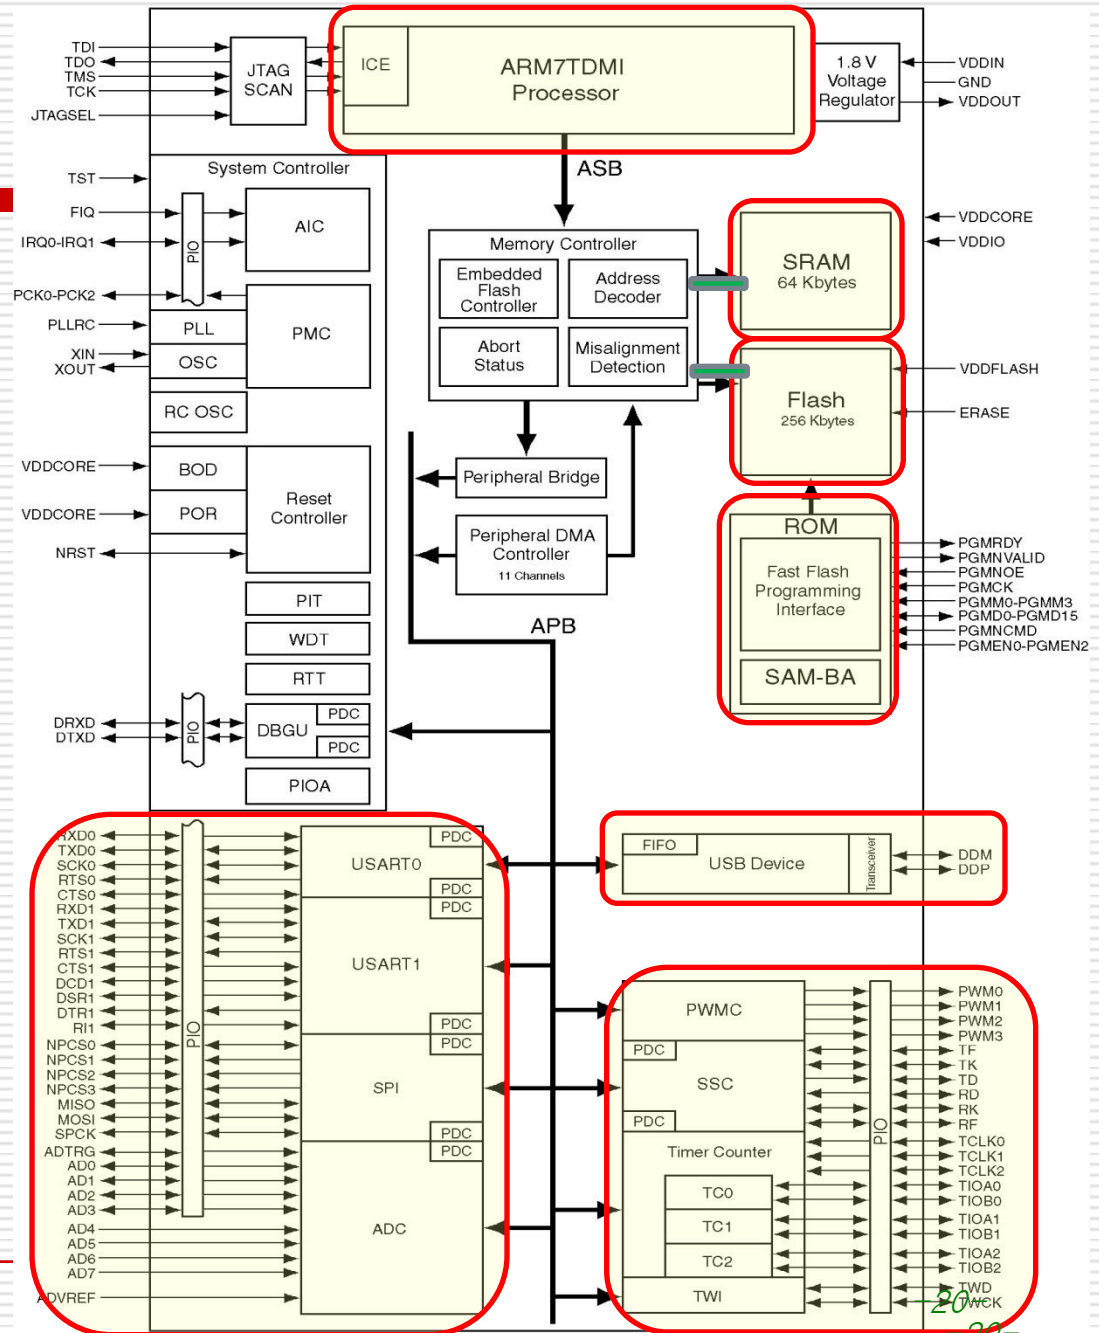 TDI
TDO
TMS
TCK
JTAGSEL
JTAG
SCAN
ICE
ARM7TDMI
Processor
1.8 V
Voltage
Regulator
VDDIN
GND
VDDOUT
ASB
System Controller
TST
FIQ
IRQ0-IRQ1
PIO
AIC
PCK0-PCK2
PLLRC
XIN
XOUT
PLL
OSC
PMC
RC OSC
VDDCORE
BOD
VDDCORE
POR
NRST
Reset
Controller
PIT
WDT
RTT
DRXD
DTXD
PIO
DBGU
PDC
PDC
PIOA
Memory Controller
Embedded
Flash
Controller
Address
Decoder
Abort
Status
Misalignment
Detection
Peripheral Bridge
Peripheral DMA
Controller
11 Channels
APB
SRAM
64 Kbytes
VDDCORE
VDDIO
Flash
256 Kbytes
VDDFLASH
ERASE
ROM
Fast Flash
Programming
Interface
SAM-BA
PGMRDY
PGMNVALID
PGMNOE
PGMCK
PGMM0-PGMM3
PGMD0-PGMD15
PGMNCMD
PGMEN0-PGMEN2
RXD0
TXD0
SCK0
RTS0
CTS0
RXD1
TXD1
SCK1
RTS1
CTS1
DCD1
DSR1
DTR1
RI1
NPCS0
NPCS1
NPCS2
NPCS3
MISO
MOSI
SPCK
ADTRG
AD0
AD1
AD2
AD3
AD4
AD5
AD6
AD7
ADVREF
PIO
PDC
USART0
PDC
PDC
USART1
PDC
PDC
SPI
PDC
PDC
ADC
FIFO
USB Device
Transceiver
DDM
DDP
PWMC
PDC
SSC
PDC
Timer Counter
TC0
TC1
TC2
TWI
PIO
PWM0
PWM1
PWM2
PWM3
TF
TK
TD
RD
RK
RF
TCLK0
TCLK1
TCLK2
TIOA0
TIOB0
TIOA1
TIOB1
TIOA2
TIOB2
TWD
TWCK
-20-